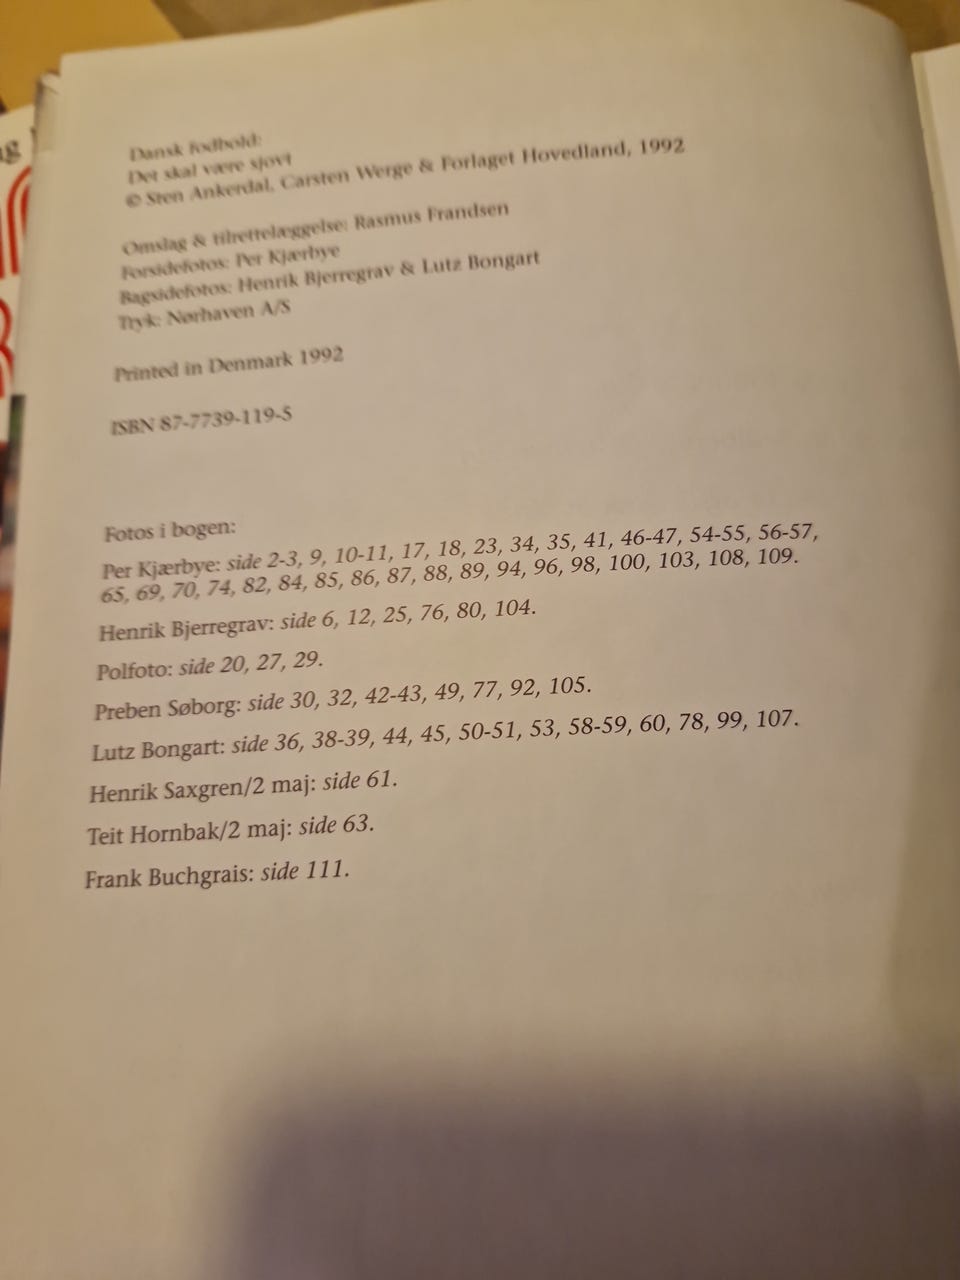 Dansk fodbold:
Det skal være sjovt
© Sten Ankerdal, Carsten Werge & Forlaget Hovedland, 1992
Omslag & tilrettelæggelse: Rasmus Frandsen
Forsidefotos: Per Kjærbye
Bagsidefotos: Henrik Bjerregrav & Lutz Bongart
Tryk: Nørhaven A/S
Printed in Denmark 1992
ISBN 87-7739-119-5
Fotos i bogen:
Per Kjærbye: side 2-3, 9, 10-11, 17, 18, 23, 34, 35, 41, 46-47, 54-55, 56-57,
65, 69, 70, 74, 82, 84, 85, 86, 87, 88, 89, 94, 96, 98, 100, 103, 108, 109.
Henrik Bjerregrav: side 6, 12, 25, 76, 80, 104.
Polfoto: side 20, 27, 29.
Preben Søborg: side 30, 32, 42-43, 49, 77, 92, 105.
Lutz Bongart: side 36, 38-39, 44, 45, 50-51, 53, 58-59, 60, 78, 99, 107.
Henrik Saxgren/2 maj: side 61.
Teit Hornbak/2 maj: side 63.
Frank Buchgrais: side 111.